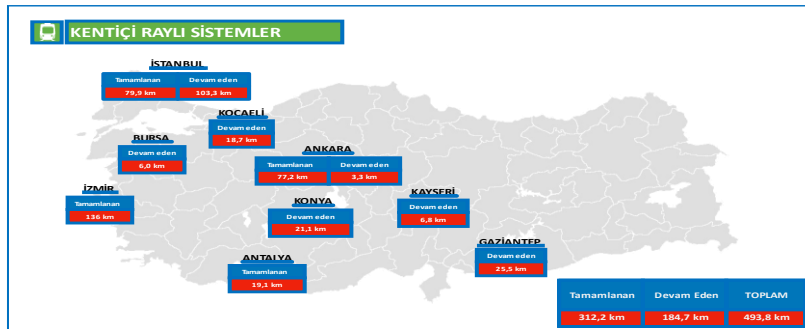 KENTİÇİ RAYLI SİSTEMLER
İSTANBUL
Tamamlanan Devam eden
79,9 km 103,3 km
KOCAELİ
Devam eden
18,7 km
BURSA
Devam eden
6,0 km
ANKARA
Tamamlanan Devam eden
77,2 km 3,3 km
İZMİR
Tamamlanan
136 km
KONYA
Devam eden
21,1 km
KAYSERİ
Devam eden
6,8 km
ANTALYA
Tamamlanan
19,1 km
GAZİANTEP
Devam eden
25,5 km
Tamamlanan Devam Eden TOPLAM
312,2 km 184,7 km 493,8 km